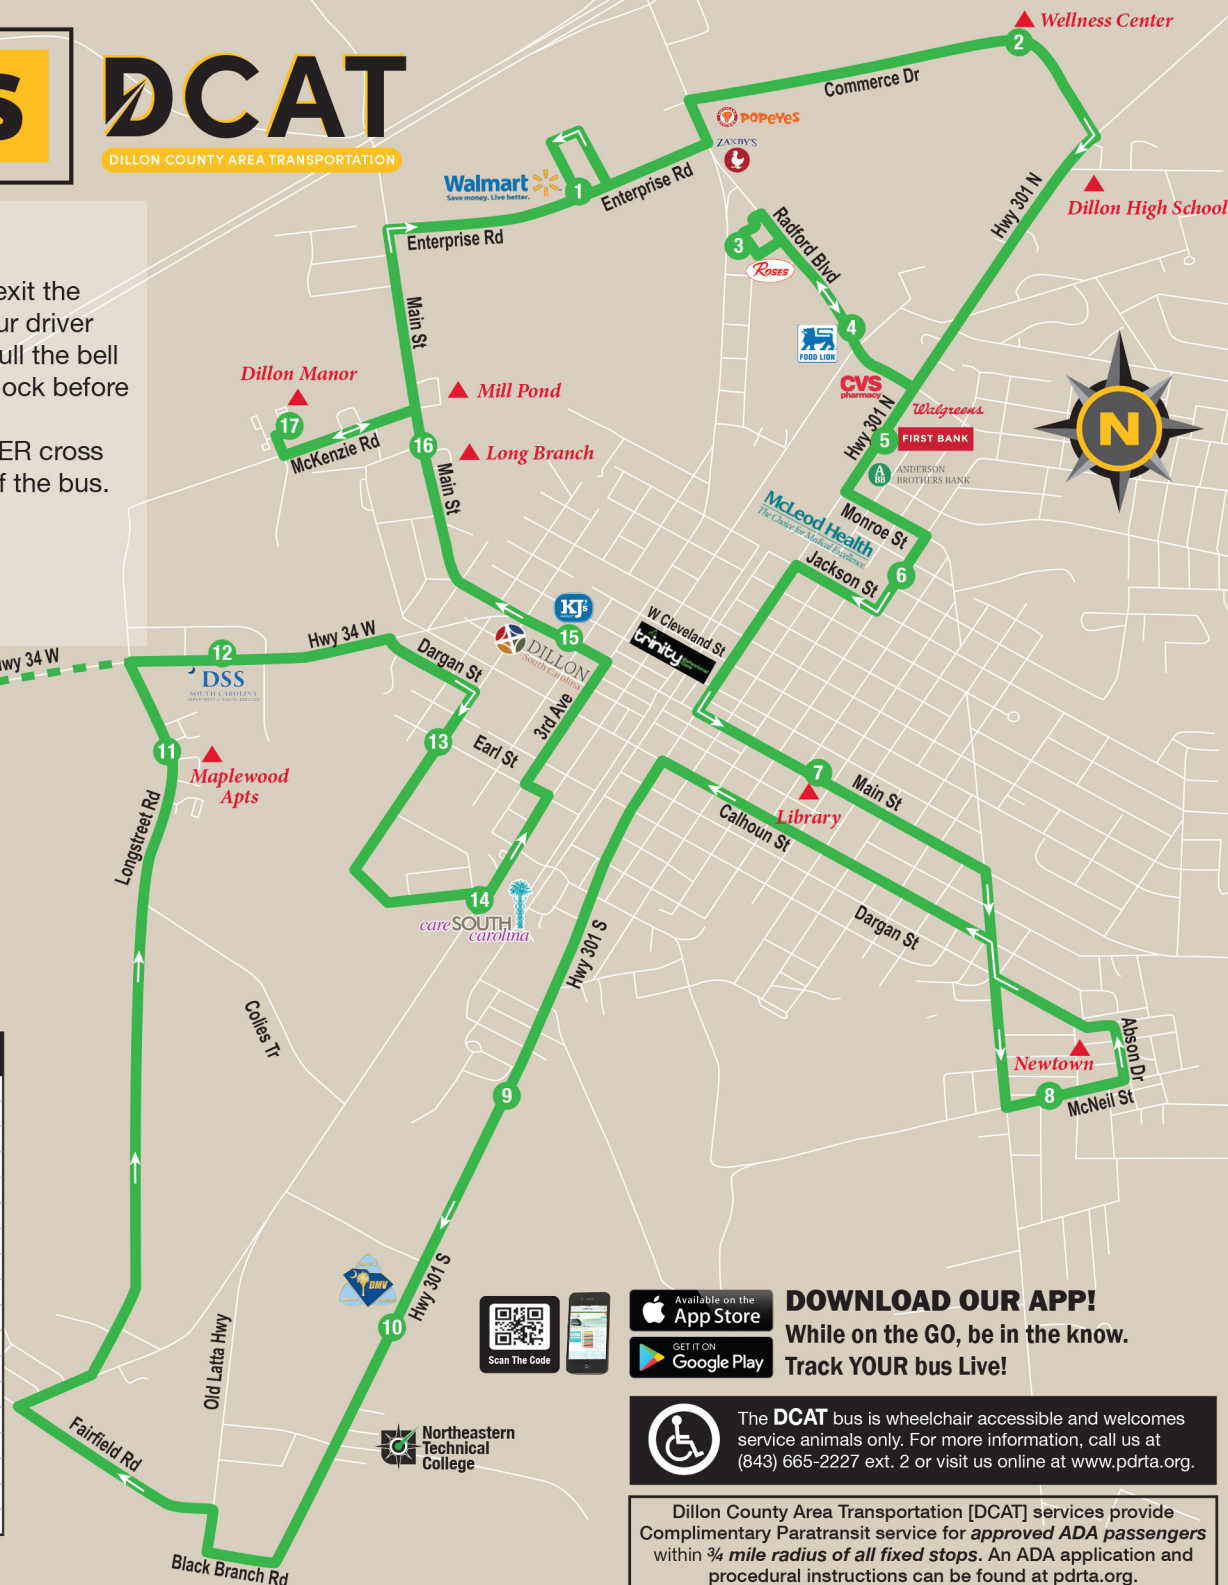 S
DCAT
DILLON COUNTY AREA TRANSPORTATION
exit the
ur driver
ull the bell
lock before
ER cross
f the bus.
Wellness Center
2
Commerce Dr
POPEYES
ZAXBY'S
Walmart
Save money. Live better.
1
Enterprise Rd
Enterprise Rd
Hwy 301 N
Dillon High School
3
Radford Blvd
ROSES
Main St
4
FOOD LION
Dillon Manor
Mill Pond
CVS
pharmacy
Walgreens
17
McKenzie Rd
16
Long Branch
Hwy 301 N
5
FIRST BANK
N
A
BB
ANDERSON
BROTHERS BANK
Main St
McLeod Health
The Choice for Medical Excellence.
Monroe St
Jackson St
6
KJ's
15
W Cleveland St
trinity
DILLON
South Carolina
Hwy 34 W
wy 34 W
12
DSS
SOUTH CAROLINA
DEPARTMENT of SOCIAL SERVICES
Dargan St
3rd Ave
13
Earl St
11
Maplewood
Apts
7
Main St
Library
Calhoun St
Longstreet Rd
14
careSOUTH
carolina
Hwy 301 S
Dargan St
Colies Tr
Abson Dr
Newtown
9
8
McNeil St
DMV
Hwy 301 S
10
Old Latta Hwy
Scan The Code
Available on the
App Store
GET IT ON
Google Play
DOWNLOAD OUR APP!
While on the GO, be in the know.
Track YOUR bus Live!
Fairfield Rd
Northeastern
Technical
College
The DCAT bus is wheelchair accessible and welcomes
service animals only. For more information, call us at
(843) 665-2227 ext. 2 or visit us online at www.pdrta.org.
Black Branch Rd
Dillon County Area Transportation [DCAT] services provide
Complimentary Paratransit service for approved ADA passengers
within ¾ mile radius of all fixed stops. An ADA application and
procedural instructions can be found at pdrta.org.